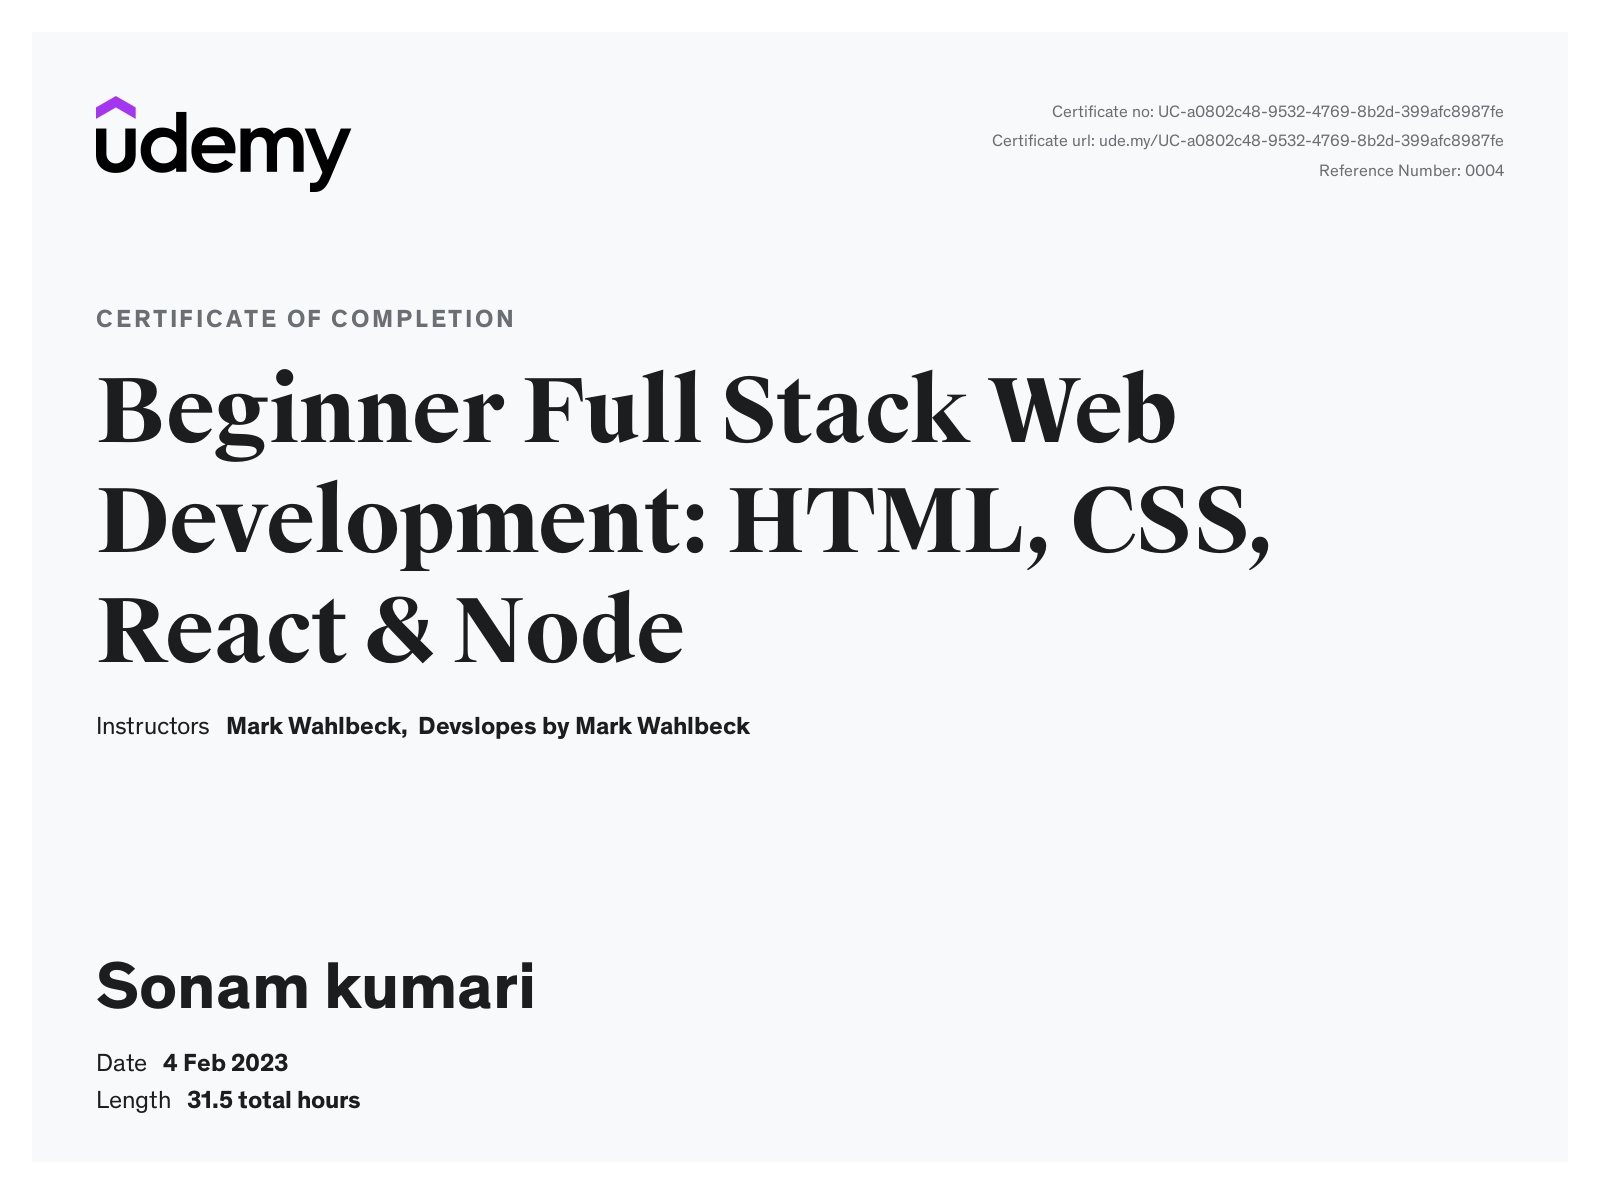 udemy
Certificate no: UC-a0802c48-9532-4769-8b2d-399afc8987fe
Certificate url: ude.my/UC-a0802c48-9532-4769-8b2d-399afc8987fe
Reference Number: 0004
CERTIFICATE OF COMPLETION
Beginner Full Stack Web
Development: HTML, CSS,
React & Node
Instructors Mark Wahlbeck, Devslopes by Mark Wahlbeck
Sonam kumari
Date 4 Feb 2023
Length 31.5 total hours